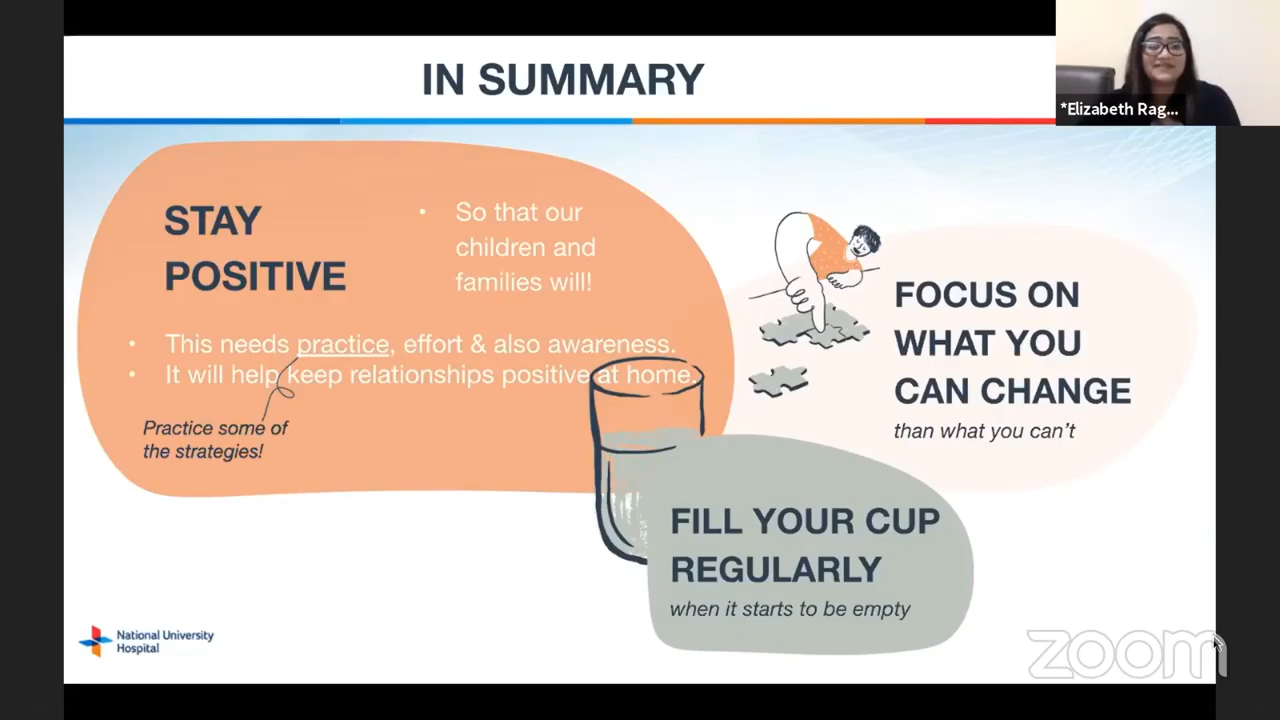 IN SUMMARY
*Elizabeth Rag...
STAY
POSITIVE
• So that our
children and
families will!
• This needs practice, effort & also awareness.
• It will help keep relationships positive at home.
Practice some of
the strategies!
FOCUS ON
WHAT YOU
CAN CHANGE
than what you can't
FILL YOUR CUP
REGULARLY
when it starts to be empty
National University
Hospital
zoom